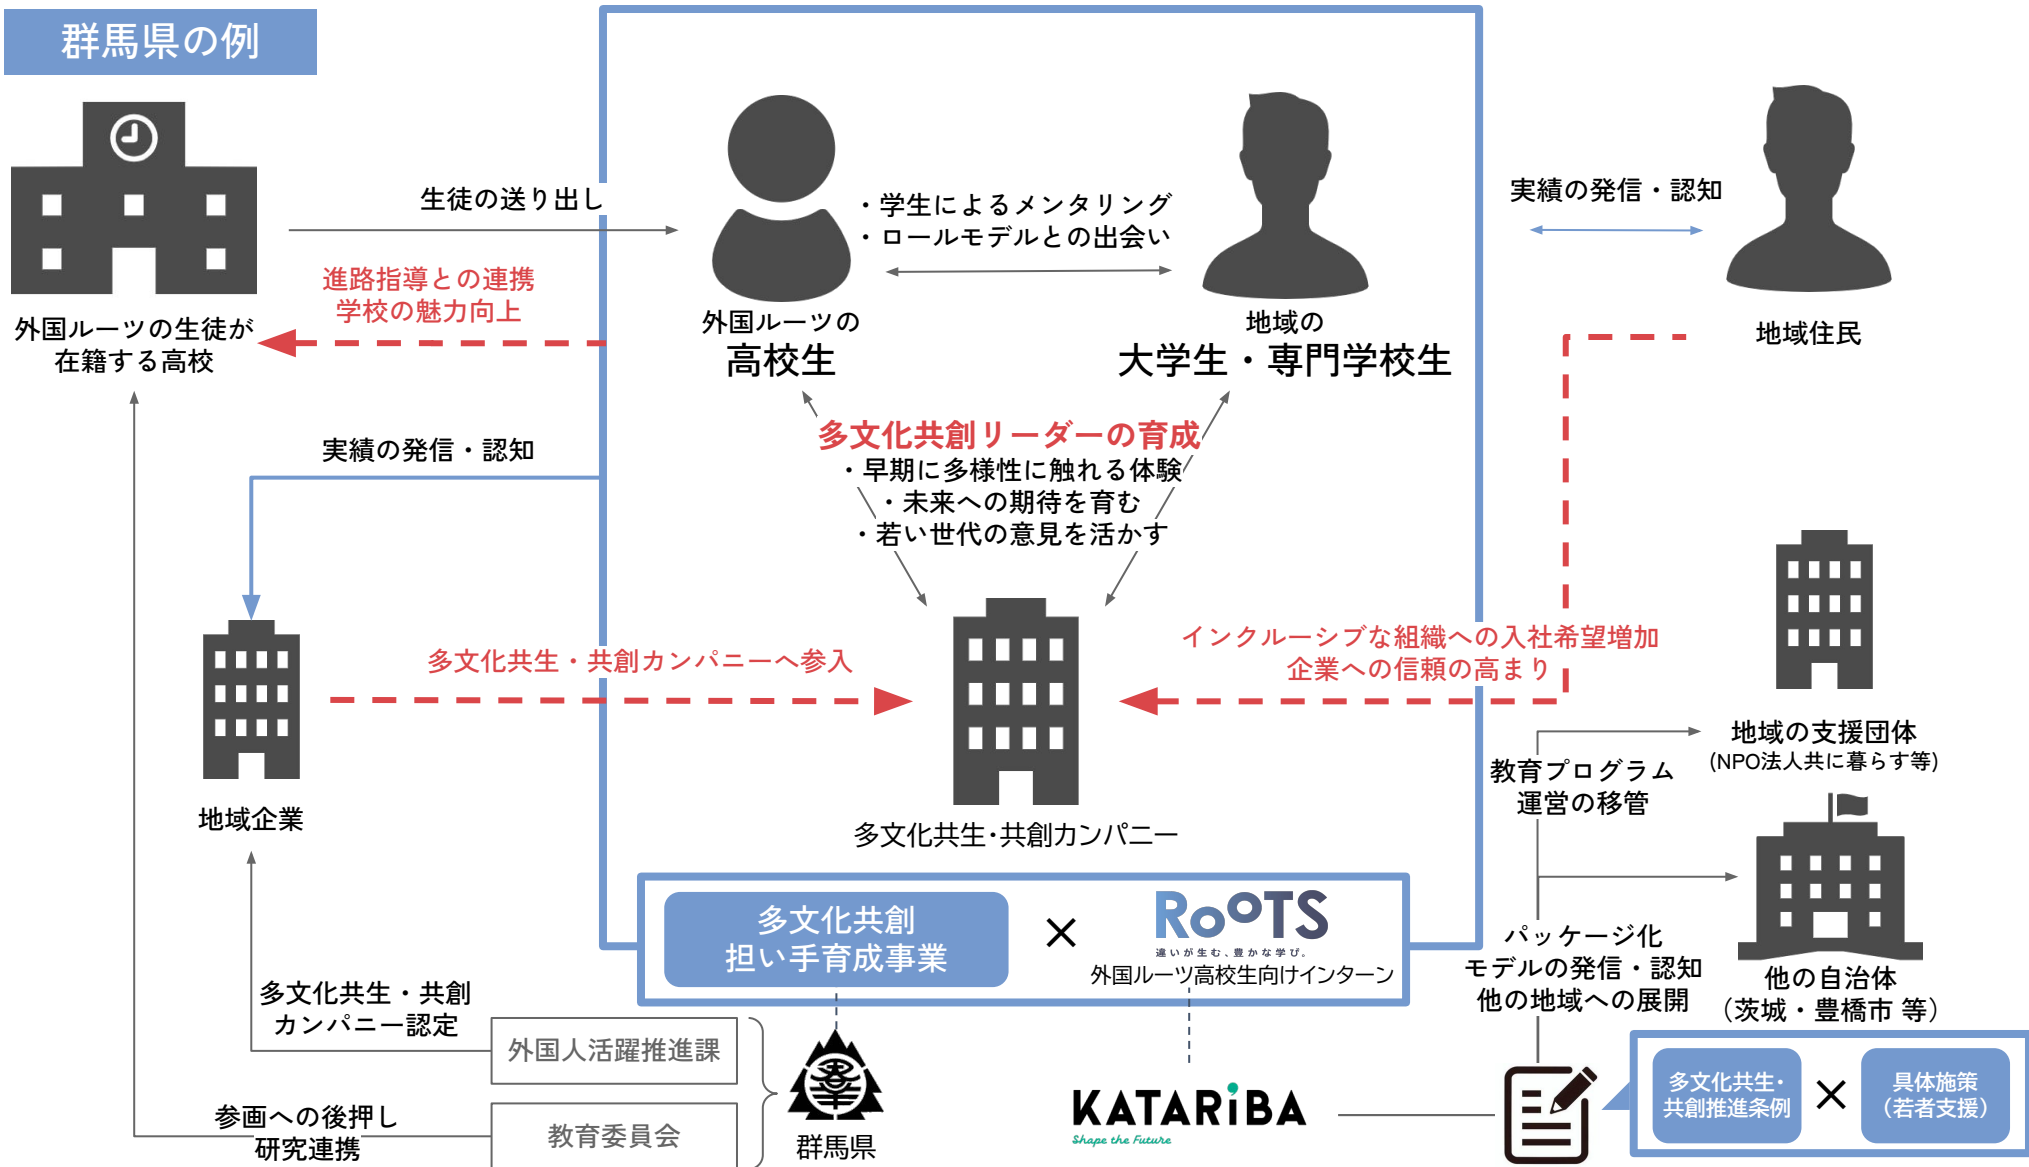 群馬県の例
生徒の送り出し
・学生によるメンタリング
・ロールモデルとの出会い
実績の発信・認知
進路指導との連携
学校の魅力向上
外国ルーツの生徒が
在籍する高校
外国ルーツの
高校生
地域の
大学生・専門学校生
地域住民
多文化共創リーダーの育成
・早期に多様性に触れる体験
・未来への期待を育む
・若い世代の意見を活かす
実績の発信・認知
多文化共生・共創カンパニーへ参入
インクルーシブな組織への入社希望増加
企業への信頼の高まり
地域企業
多文化共生・共創カンパニー
地域の支援団体
(NPO法人共に暮らす等)
教育プログラム
運営の移管
多文化共創
担い手育成事業
×
RooTS
違いが生む、豊かな学び。
外国ルーツ高校生向けインターン
パッケージ化
モデルの発信・認知
他の地域への展開
他の自治体
（茨城・豊橋市 等）
多文化共生・共創
カンパニー認定
外国人活躍推進課
参画への後押し
研究連携
教育委員会
群馬県
KATARiBA
Shape the Future
多文化共生・
共創推進条例
×
具体施策
（若者支援）